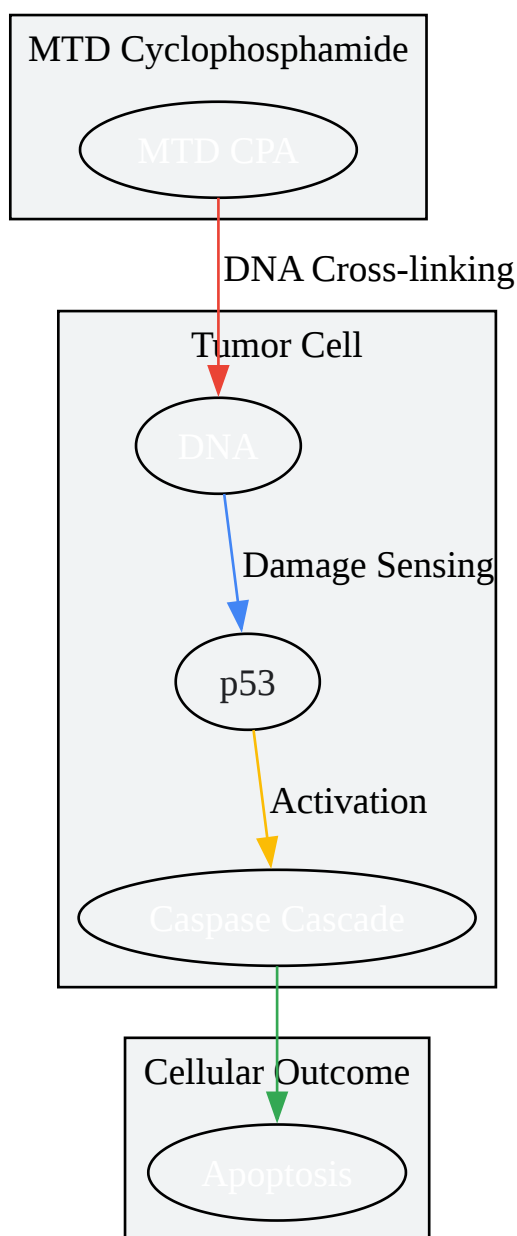 MTD Cyclophosphamide
MTD CPA
DNA Cross-linking
Tumor Cell
DNA
Damage Sensing
p53
Activation
Caspase Cascade
Cellular Outcome
Apoptosis